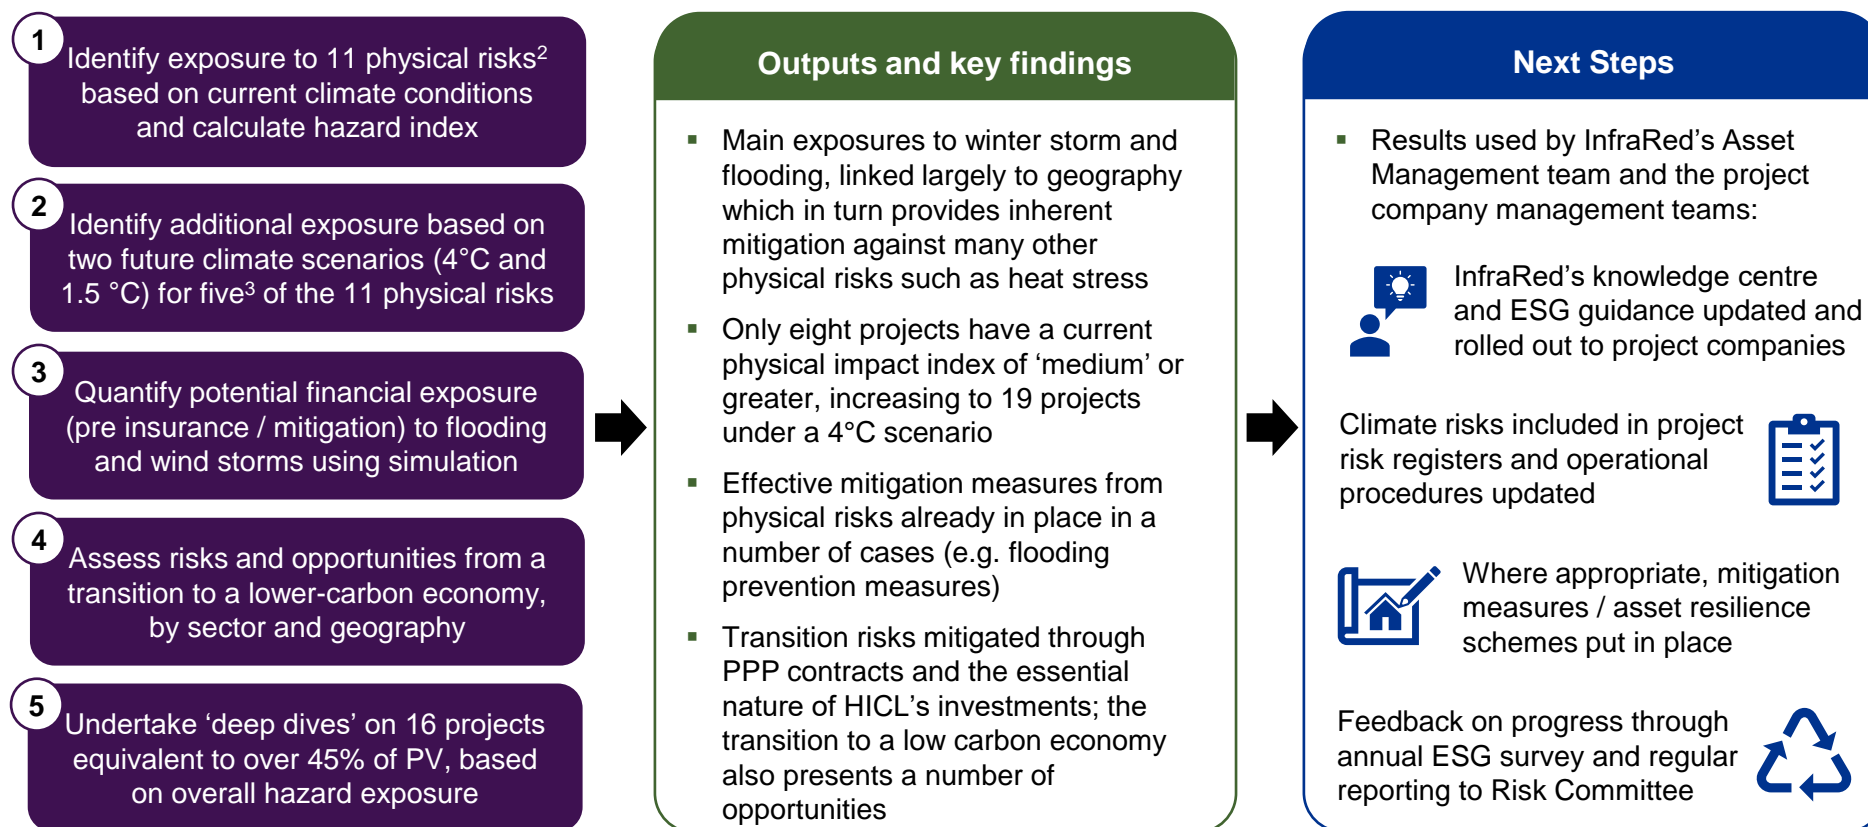 1
Identify exposure to 11 physical risks²
based on current climate conditions
and calculate hazard index
2
Identify additional exposure based on
two future climate scenarios (4°C and
1.5 °C) for five³ of the 11 physical risks
3
Quantify potential financial exposure
(pre insurance / mitigation) to flooding
and wind storms using simulation
4
Assess risks and opportunities from a
transition to a lower-carbon economy,
by sector and geography
5
Undertake ‘deep dives’ on 16 projects
equivalent to over 45% of PV, based
on overall hazard exposure
Outputs and key findings
▪ Main exposures to winter storm and
flooding, linked largely to geography
which in turn provides inherent
mitigation against many other
physical risks such as heat stress
▪ Only eight projects have a current
physical impact index of ‘medium’ or
greater, increasing to 19 projects
under a 4°C scenario
▪ Effective mitigation measures from
physical risks already in place in a
number of cases (e.g. flooding
prevention measures)
▪ Transition risks mitigated through
PPP contracts and the essential
nature of HICL’s investments; the
transition to a low carbon economy
also presents a number of
opportunities
Next Steps
▪ Results used by InfraRed’s Asset
Management team and the project
company management teams:
InfraRed’s knowledge centre
and ESG guidance updated and
rolled out to project companies
Climate risks included in project
risk registers and operational
procedures updated
Where appropriate, mitigation
measures / asset resilience
schemes put in place
Feedback on progress through
annual ESG survey and regular
reporting to Risk Committee